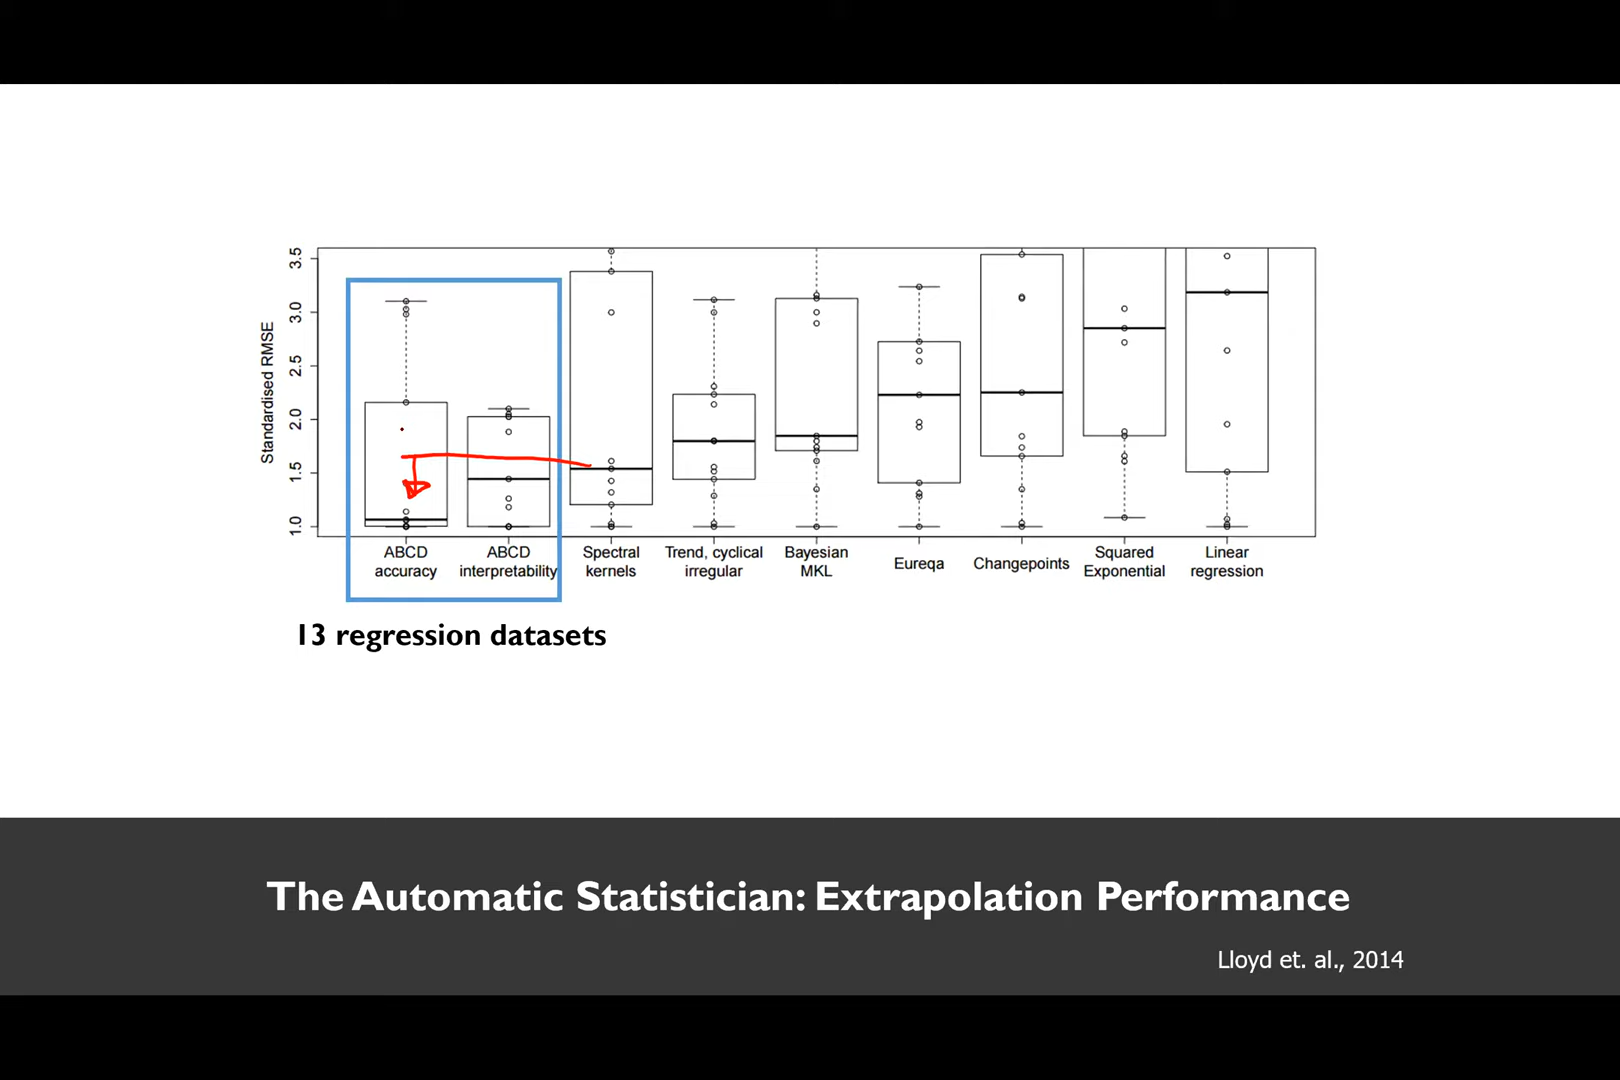 Standardised RMSE
3.5
3.0
2.5
2.0
1.5
1.0
ABCD
accuracy
ABCD
interpretability
Spectral
kernels
Trend, cyclical
irregular
Bayesian
MKL
Eureqa
Changepoints
Squared
Exponential
Linear
regression
13 regression datasets
The Automatic Statistician: Extrapolation Performance
Lloyd et. al., 2014